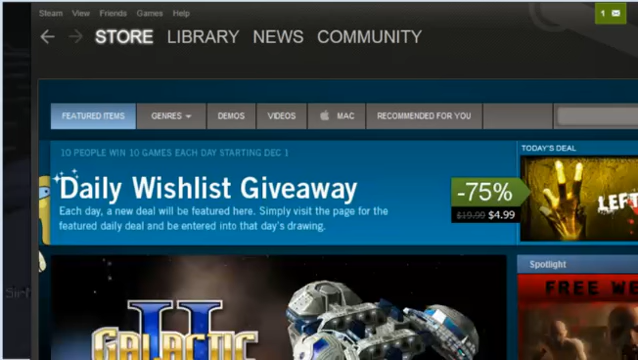 Steam View Friends Games Help
1
STORE LIBRARY NEWS COMMUNITY
FEATURED ITEMS GENRES DEMOS VIDEOS MAC RECOMMENDED FOR YOU
10 PEOPLE WIN 10 GAMES EACH DAY STARTING DEC 1
TODAY'S DEAL
Daily Wishlist Giveaway
-75%
Each day, a new deal will be featured here. Simply visit the page for the
$19.99 $4.99
featured daily deal and be entered into that day's drawing.
LEFT
Spotlight
FREE WE
II
GALACTIC